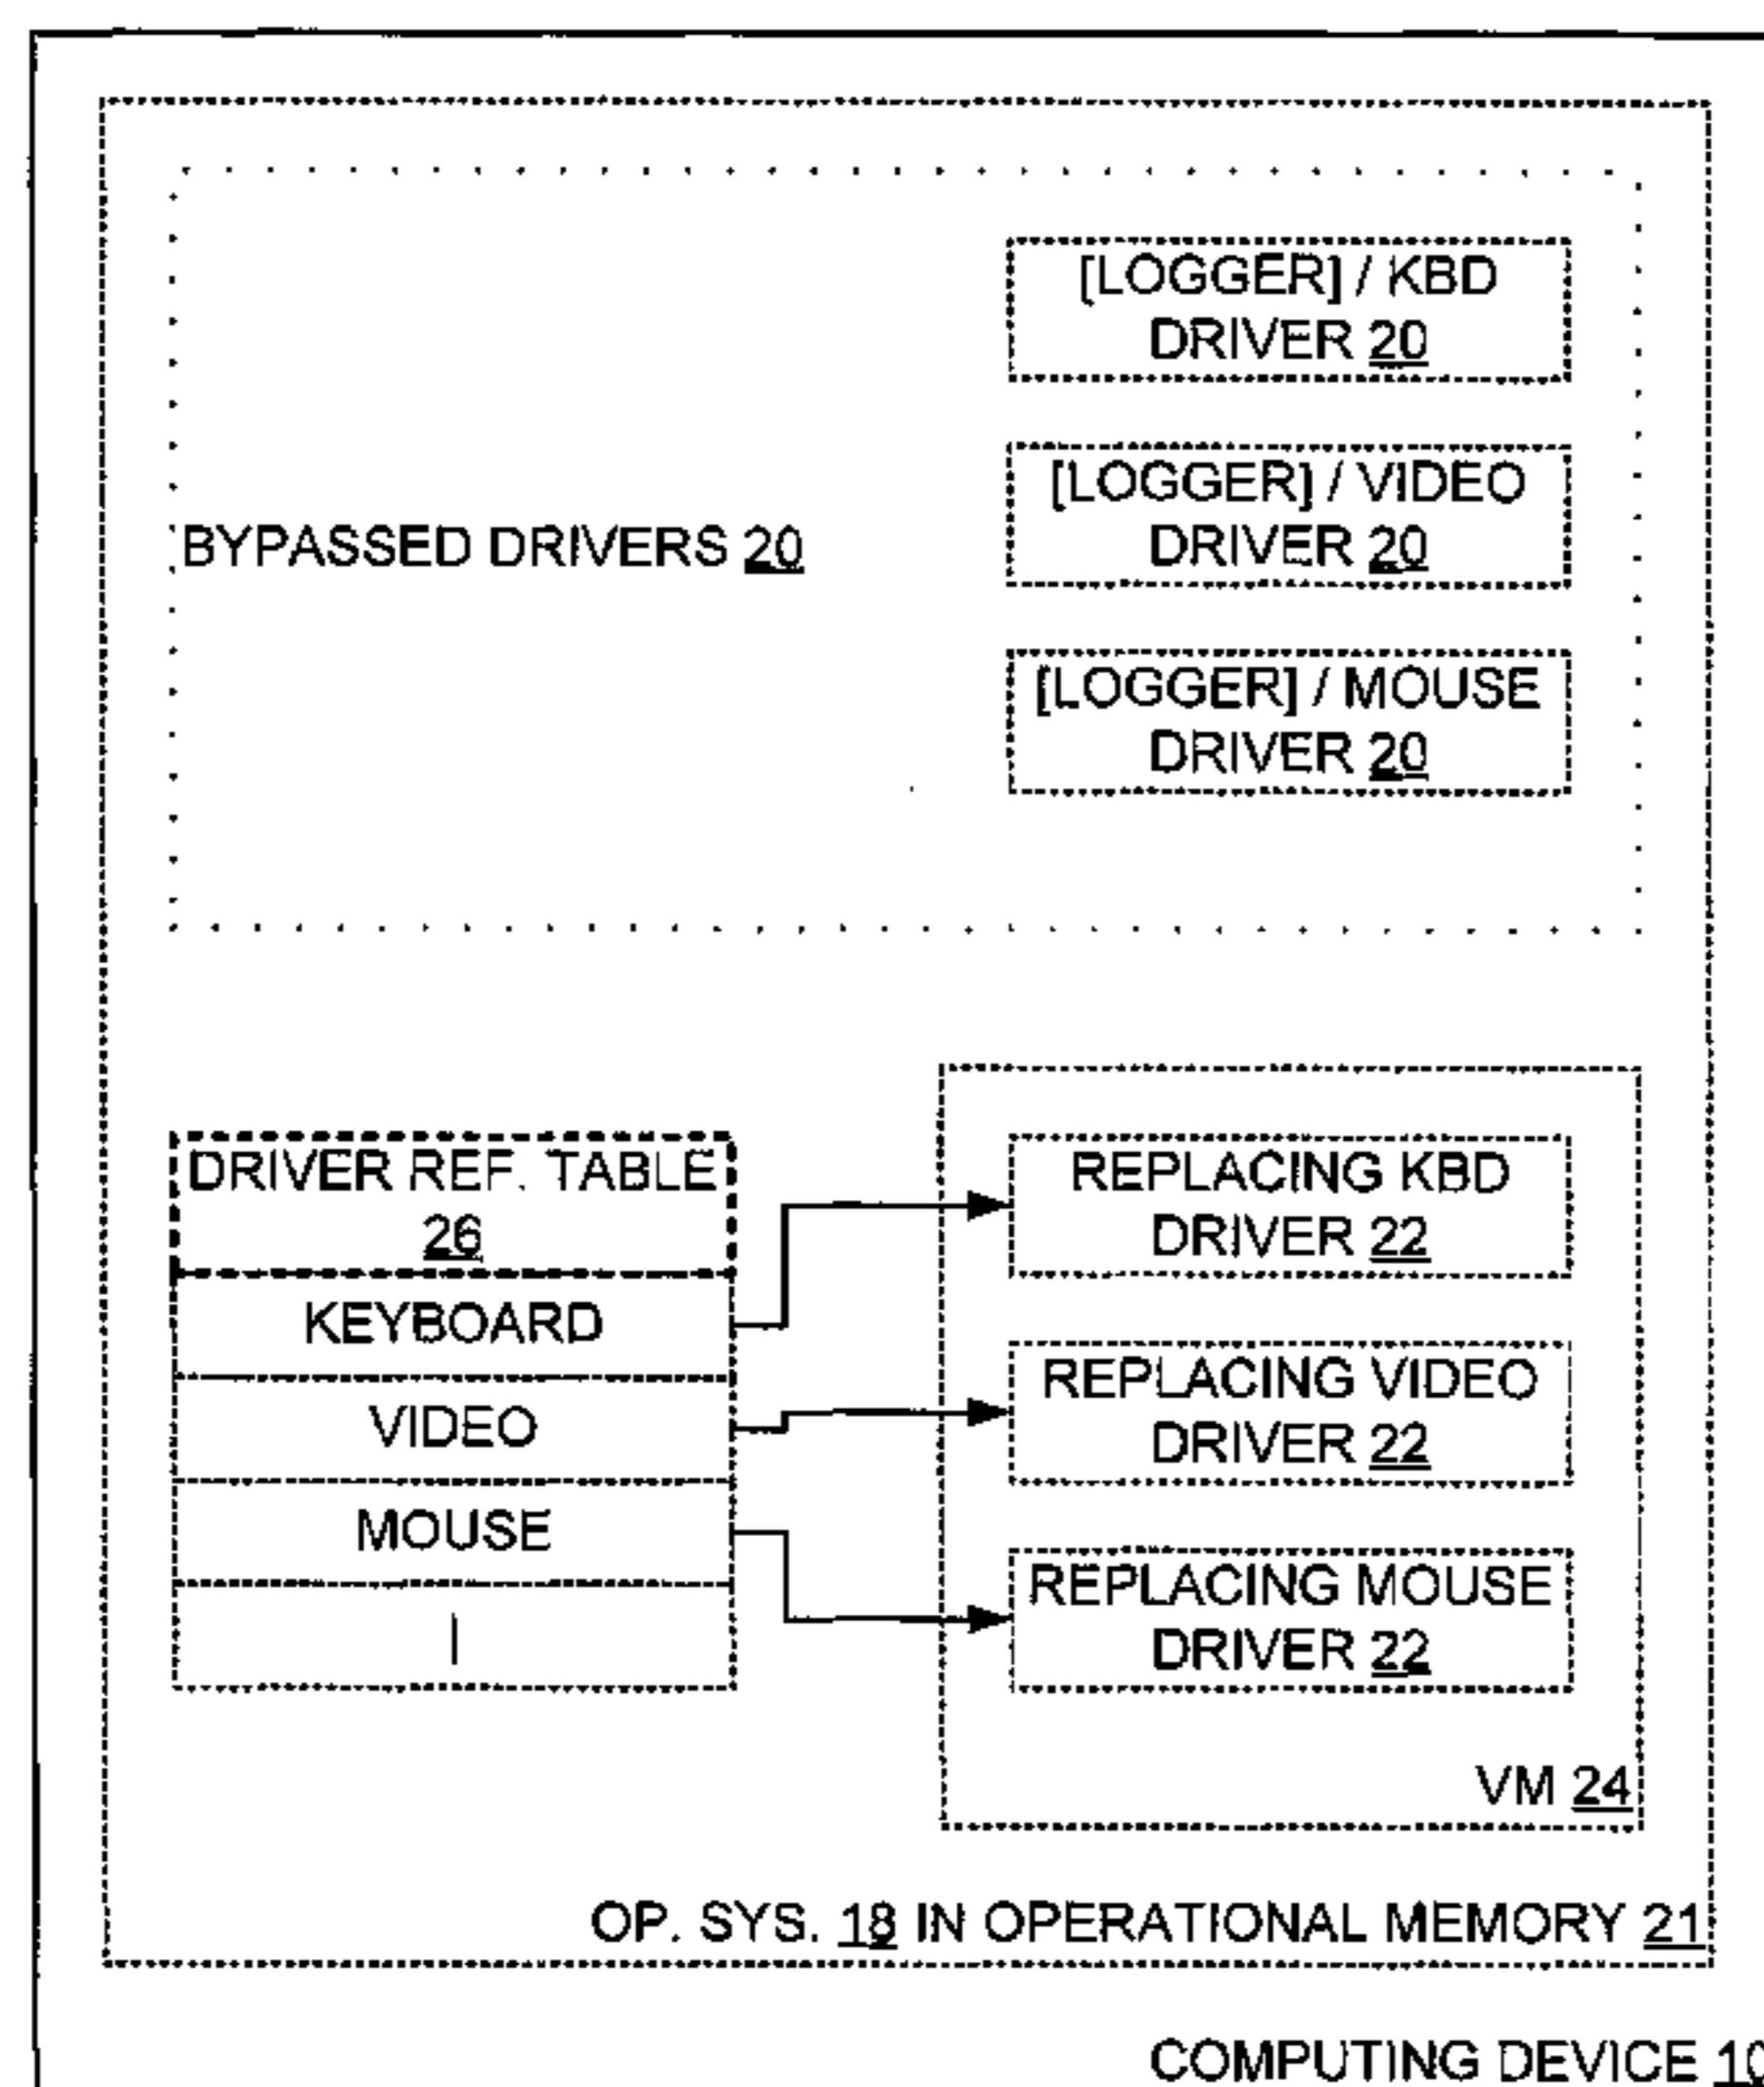 [LOGGER] / KBD
DRIVER 20
[LOGGER] / VIDEO
DRIVER 20
BYPASSED DRIVERS 20
[LOGGER] / MOUSE
DRIVER 20
DRIVER REF. TABLE
26
KEYBOARD
VIDEO
MOUSE
|
REPLACING KBD
DRIVER 22
REPLACING VIDEO
DRIVER 22
REPLACING MOUSE
DRIVER 22
VM 24
OP. SYS. 18 IN OPERATIONAL MEMORY 21
COMPUTING DEVICE 10